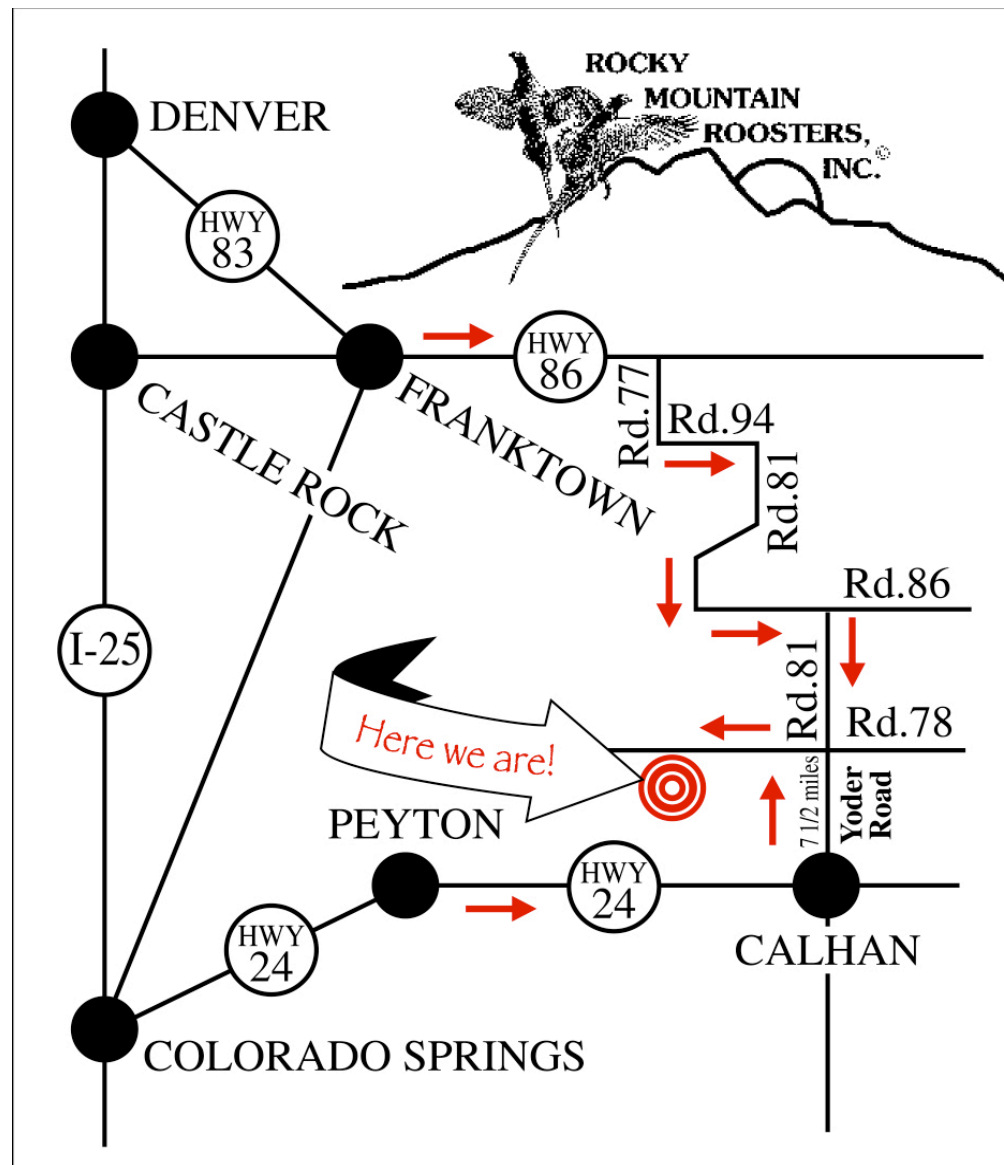 ROCKY
MOUNTAIN
ROOSTERS,
INC.©
DENVER
HWY
83
HWY
86
CASTLE ROCK
FRANKTOWN
Rd.77
Rd.94
Rd.81
Rd.86
I-25
Rd.81
Rd.78
Here we are!
7 1/2 miles
Yoder
Road
PEYTON
HWY
24
HWY
24
CALHAN
COLORADO SPRINGS